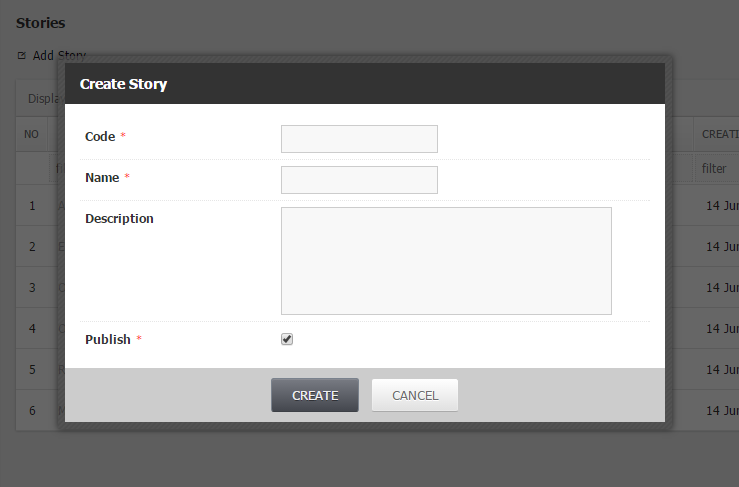 Stories
Add Story
Create Story
Displa
NO
CREATI
Code *
filter
Name *
1
14 Jun
Description
2
14 Jun
3
14 Jun
4
14 Jun
Publish *
5
14 Jun
6
14 Jun
CREATE
CANCEL